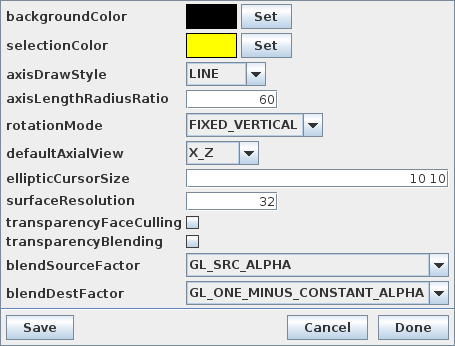 backgroundColor Set
selectionColor Set
axisDrawStyle LINE
axisLengthRadiusRatio 60
rotationMode FIXED_VERTICAL
defaultAxialView X_Z
ellipticCursorSize 10 10
surfaceResolution 32
transparencyFaceCulling
transparencyBlending
blendSourceFactor GL_SRC_ALPHA
blendDestFactor GL_ONE_MINUS_CONSTANT_ALPHA
Save Cancel Done